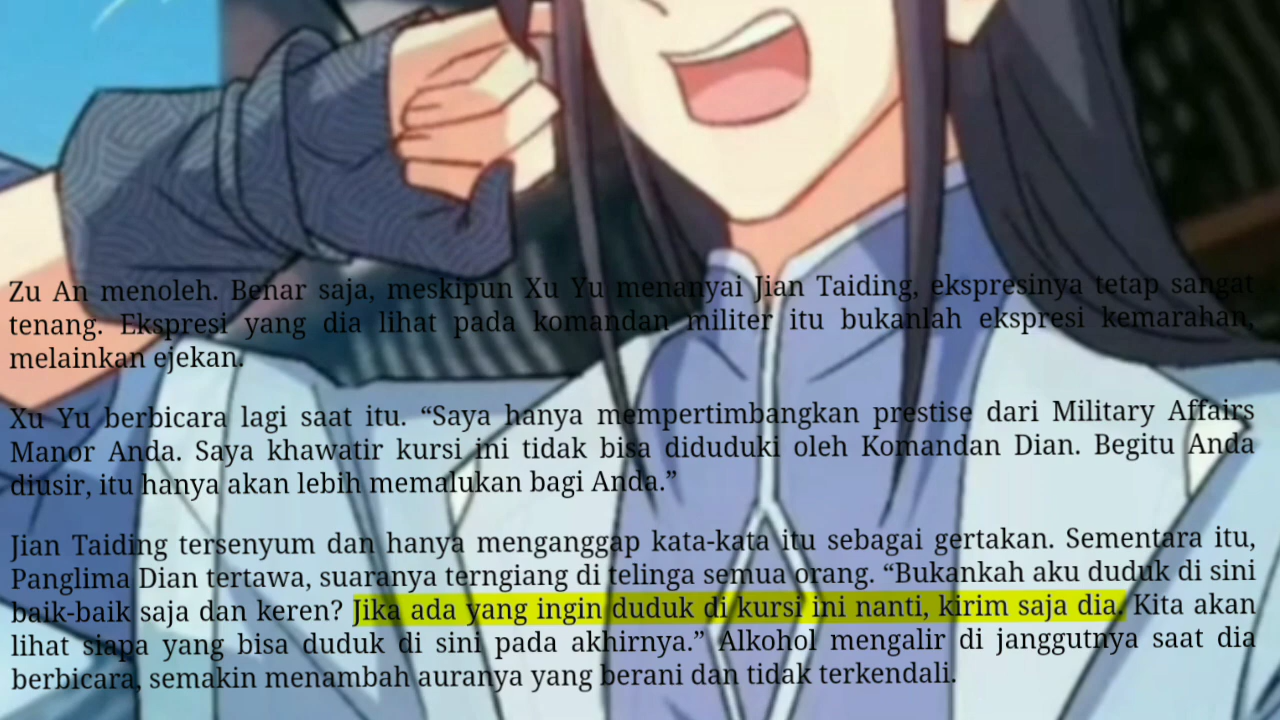 Zu An menoleh. Benar saja, meskipun Xu Yu menanyai Jian Taiding, ekspresinya tetap sangat
tenang. Ekspresi yang dia lihat pada komandan militer itu bukanlah ekspresi kemarahan,
melainkan ejekan.
Xu Yu berbicara lagi saat itu. “Saya hanya mempertimbangkan prestise dari Military Affairs
Manor Anda. Saya khawatir kursi ini tidak bisa diduduki oleh Komandan Dian. Begitu Anda
diusir, itu hanya akan lebih memalukan bagi Anda.”
Jian Taiding tersenyum dan hanya menganggap kata-kata itu sebagai gertakan. Sementara itu,
Panglima Dian tertawa, suaranya terngiang di telinga semua orang. “Bukankah aku duduk di sini
baik-baik saja dan keren? Jika ada yang ingin duduk di kursi ini nanti, kirim saja dia. Kita akan
lihat siapa yang bisa duduk di sini pada akhirnya.” Alkohol mengalir di janggutnya saat dia
berbicara, semakin menambah auranya yang berani dan tidak terkendali.